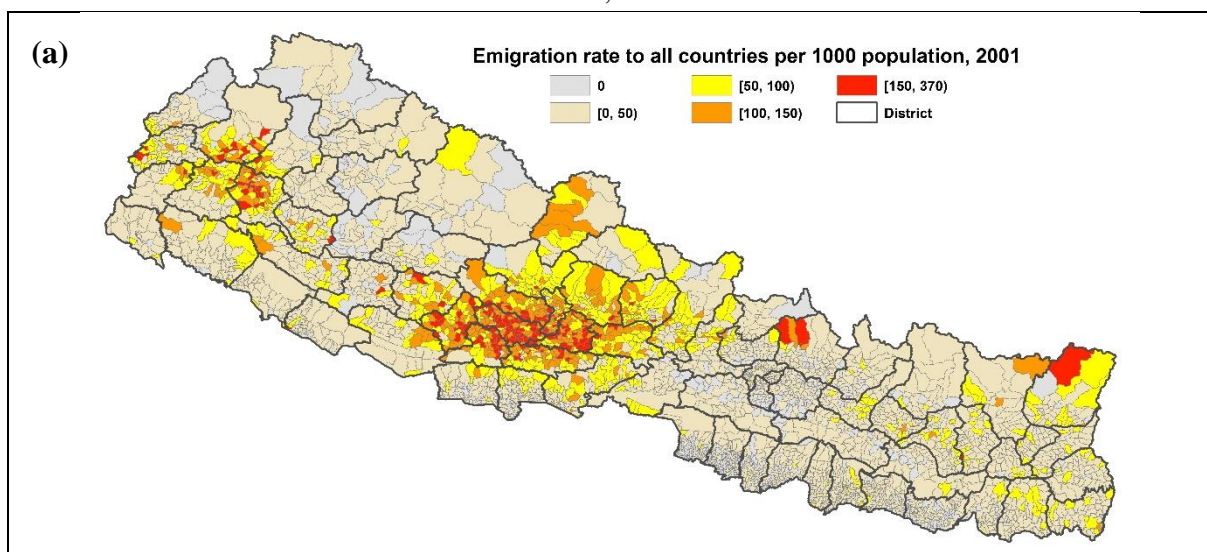 (a)
Emigration rate to all countries per 1000 population, 2001
0 [50, 100) [150, 370)
[0, 50) [100, 150) District